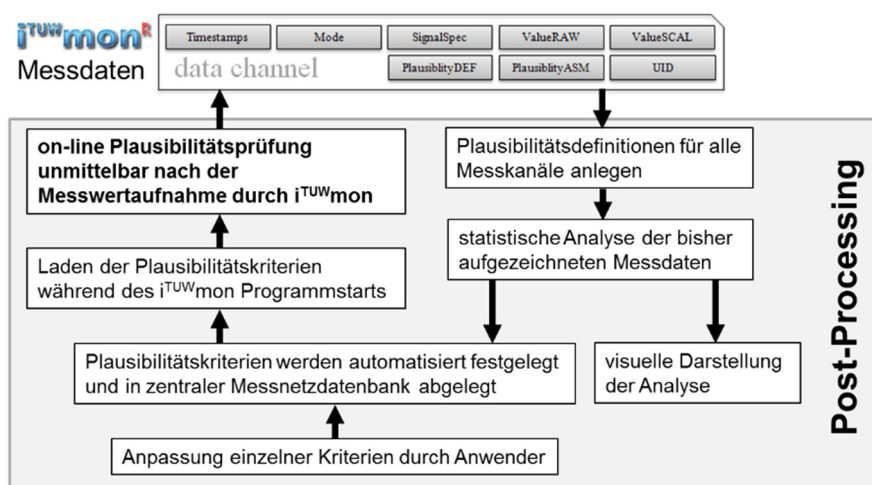 iTUWmonR
Messdaten
Timestamps Mode SignalSpec ValueRAW ValueSCAL
data channel PlausiblityDEF PlausiblityASM UID
on-line Plausibilitätsprüfung
unmittelbar nach der
Messwertaufnahme durch iTUWmon
Plausibilitätsdefinitionen für alle
Messkanäle anlegen
statistische Analyse der bisher
aufgezeichneten Messdaten
Laden der Plausibilitätskriterien
während des iTUWmon Programmstarts
Plausibilitätskriterien werden automatisiert festgelegt
und in zentraler Messnetzdatenbank abgelegt
visuelle Darstellung
der Analyse
Anpassung einzelner Kriterien durch Anwender
Post-Processing